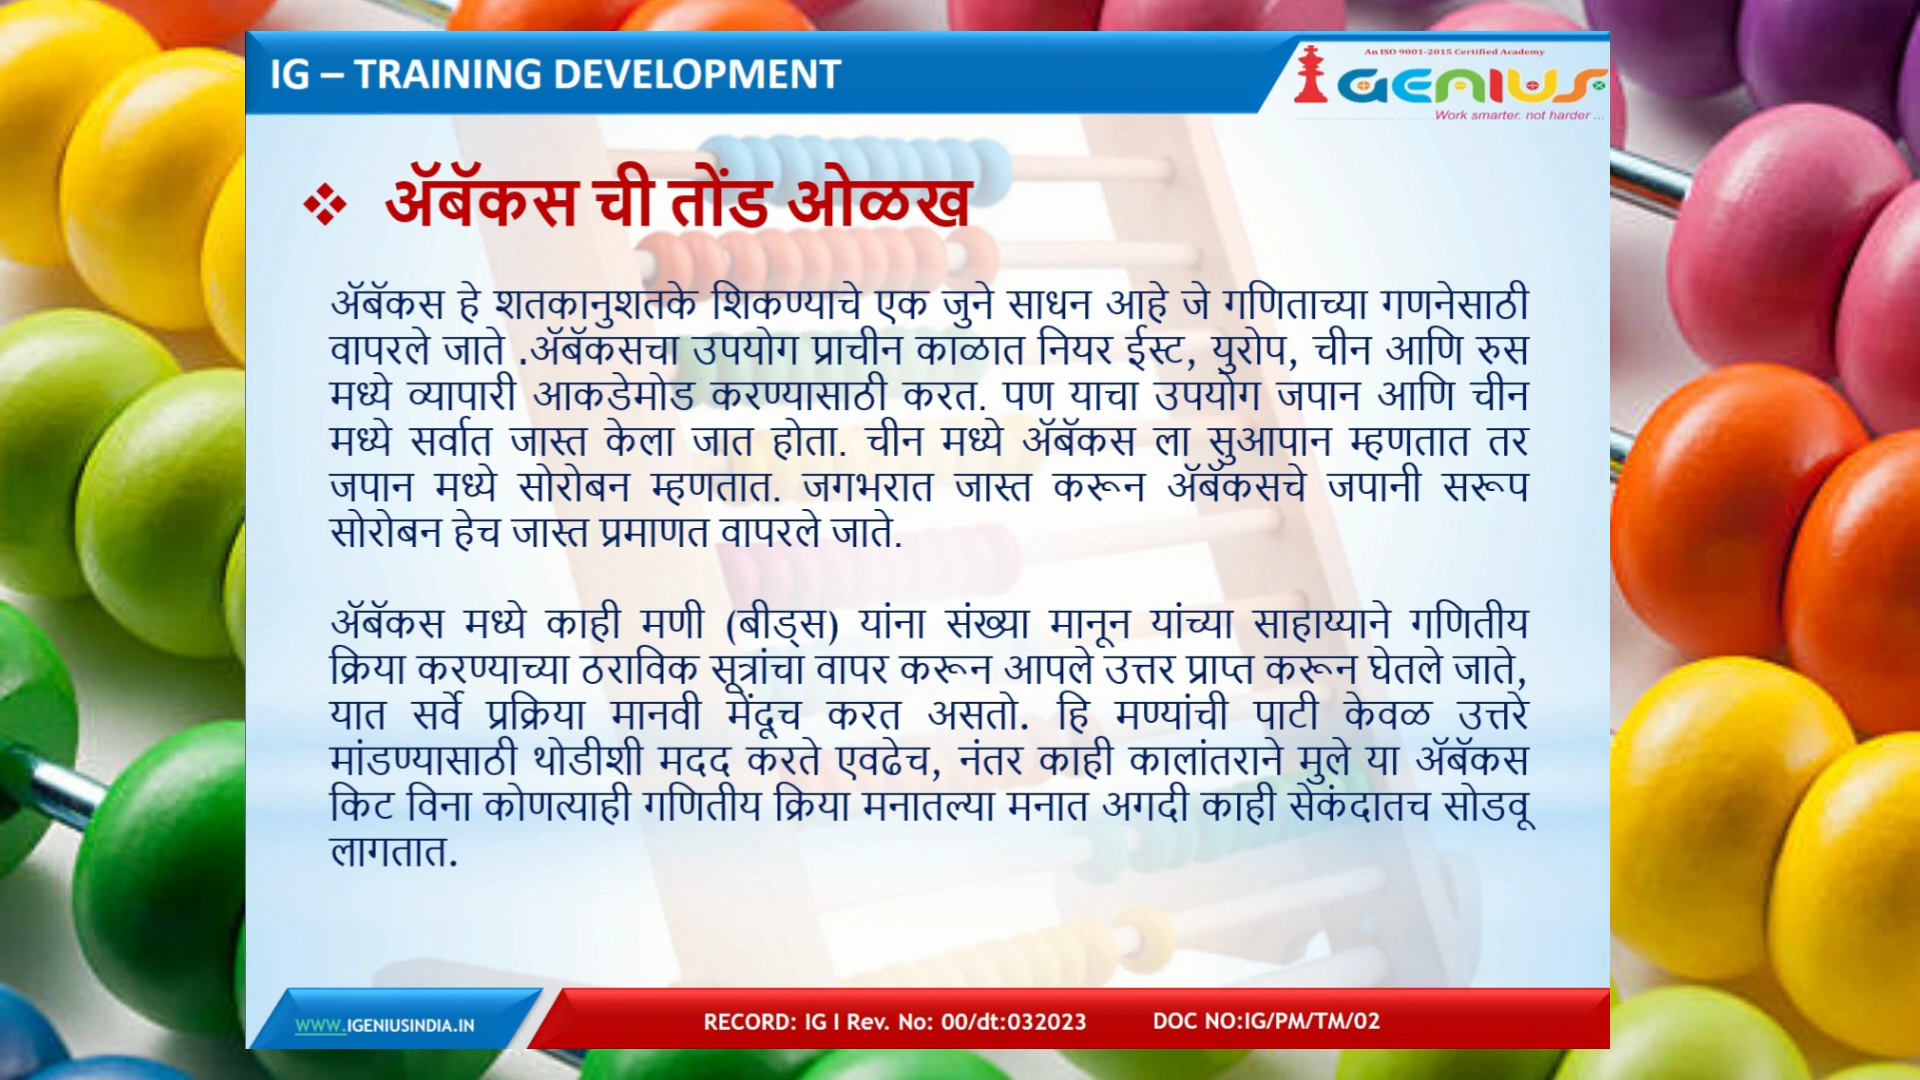 IG – TRAINING DEVELOPMENT
An ISO 9001-2015 Certified Academy
iGENIUS
Work smarter. not harder ...
❖ ॲबॅकस ची तोंड ओळख
ॲबॅकस हे शतकानुशतके शिकण्याचे एक जुने साधन आहे जे गणिताच्या गणनेसाठी
वापरले जाते .ॲबॅकसचा उपयोग प्राचीन काळात नियर ईस्ट, युरोप, चीन आणि रुस
मध्ये व्यापारी आकडेमोड करण्यासाठी करत. पण याचा उपयोग जपान आणि चीन
मध्ये सर्वात जास्त केला जात होता. चीन मध्ये ॲबॅकस ला सुआपान म्हणतात तर
जपान मध्ये सोरोबन म्हणतात. जगभरात जास्त करून ॲबॅकसचे जपानी सरूप
सोरोबन हेच जास्त प्रमाणत वापरले जाते.
ॲबॅकस मध्ये काही मणी (बीड्स) यांना संख्या मानून यांच्या साहाय्याने गणितीय
क्रिया करण्याच्या ठराविक सूत्रांचा वापर करून आपले उत्तर प्राप्त करून घेतले जाते,
यात सर्वे प्रक्रिया मानवी मेंदूच करत असतो. हि मण्यांची पाटी केवळ उत्तरे
मांडण्यासाठी थोडीशी मदद करते एवढेच, नंतर काही कालांतराने मुले या ॲबॅकस
किट विना कोणत्याही गणितीय क्रिया मनातल्या मनात अगदी काही सेकंदातच सोडवू
लागतात.
WWW.IGENIUSINDIA.IN
RECORD: IG I Rev. No: 00/dt:032023
DOC NO:IG/PM/TM/02